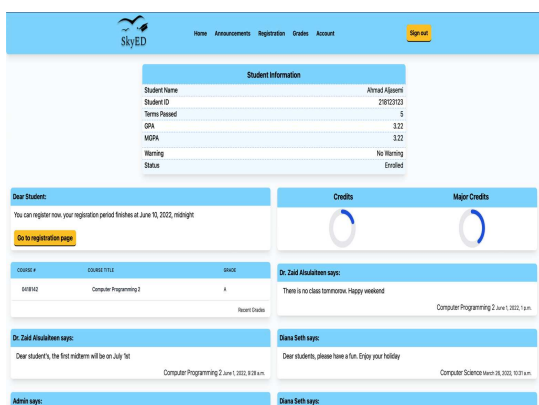 SkyED
Home Announcements Registration Grades Account
Sign out
Student Information
Student Name Ahmad Aljasemi
Student ID 218123123
Terms Passed 5
GPA 3.22
MGPA 3.22
Warning No Warning
Status Enrolled
Dear Student:
You can register now. your regisration period finishes at June 10, 2022, midnight
Go to registration page
Credits Major Credits
COURSE # COURSE TITLE GRADE
0418142 Computer Programming 2 A
Recent Grades
Dr. Zaid Alsulaiteen says:
There is no class tommorow. Happy weekend
Computer Programming 2 June 1, 2022, 1 p.m.
Dr. Zaid Alsulaiteen says:
Dear student's, the first midterm will be on July 1st
Computer Programming 2 June 1, 2022, 9:28 a.m.
Diana Seth says:
Dear students, please have a fun. Enjoy your holiday
Computer Science March 26, 2022, 10:31 a.m.
Admin says:
Diana Seth says: